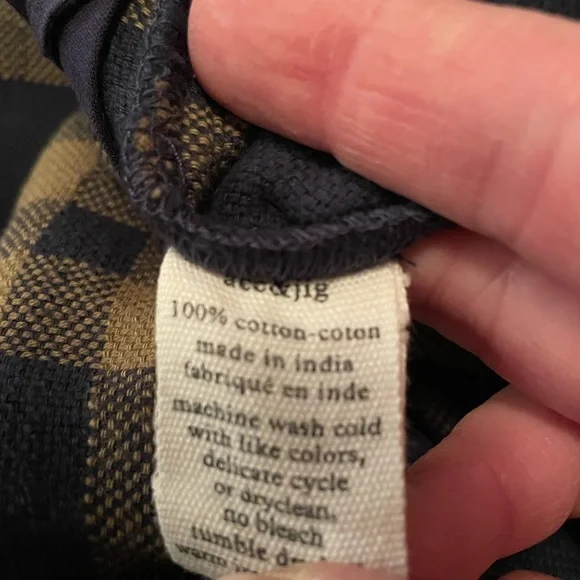 ace&jig
100% cotton-coton
made in india
fabriqué en inde
machine wash cold
with like colors,
delicate cycle
or dryclean.
no bleach
tumble
warm